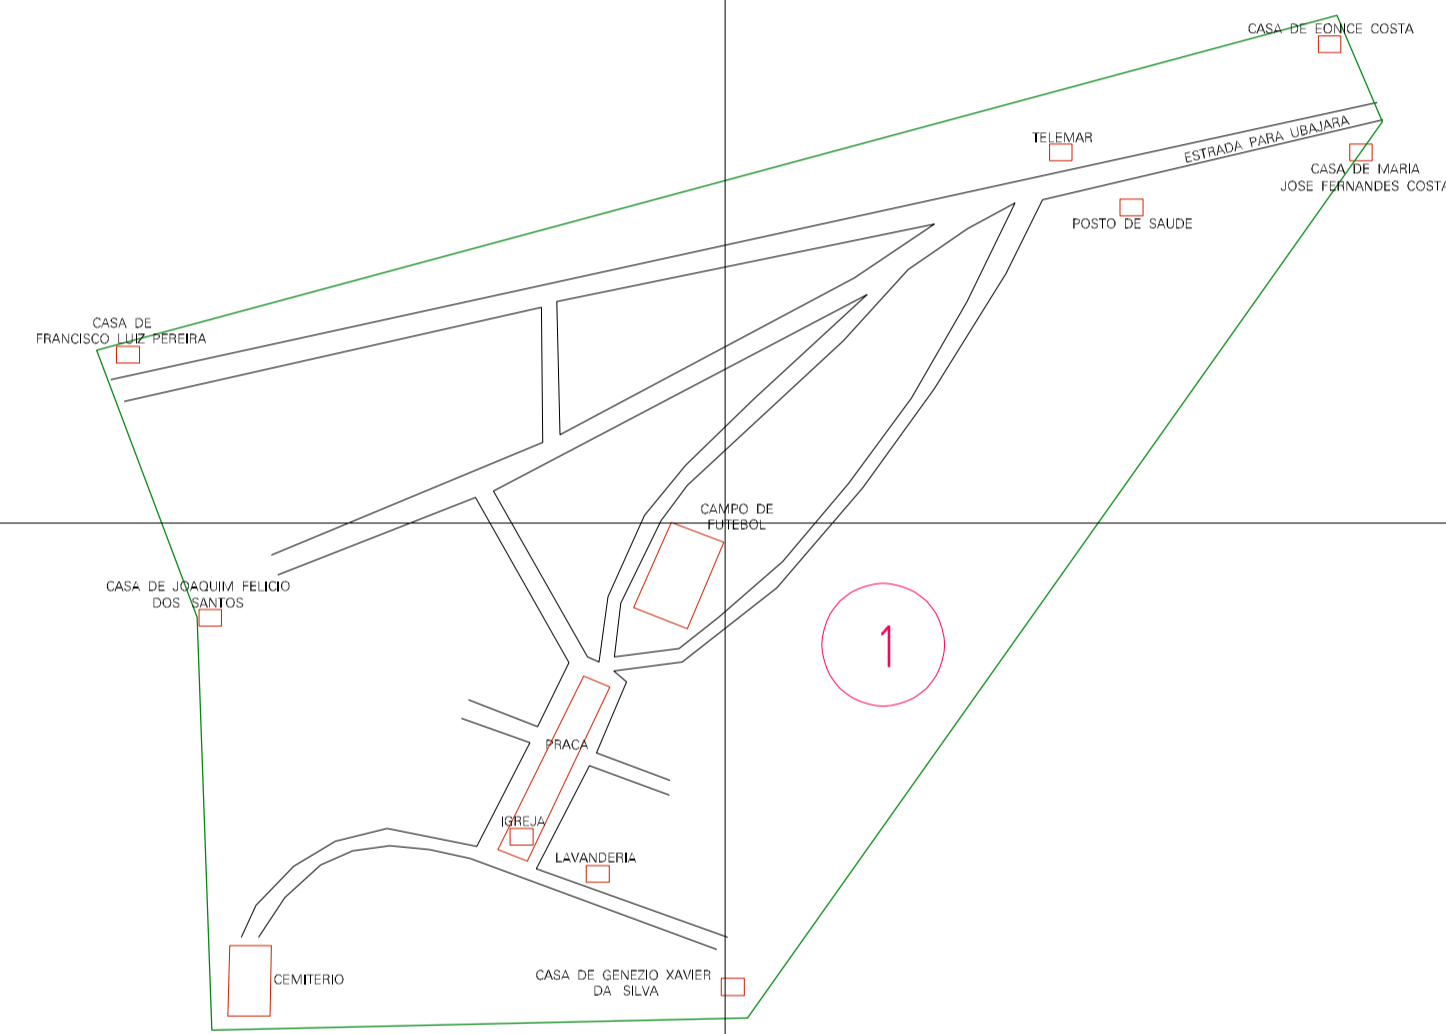 CASA DE EONICE COSTA
TELEMAR
ESTRADA PARA UBAJARA
CASA DE MARIA
JOSE FERNANDES COSTA
POSTO DE SAUDE
CASA DE
FRANCISCO LUIZ PEREIRA
CAMPO DE
FUTEBOL
CASA DE JOAQUIM FELICIO
DOS SANTOS
1
PRACA
IGREJA
LAVANDERIA
CASA DE GENEZIO XAVIER
DA SILVA
CEMITERIO